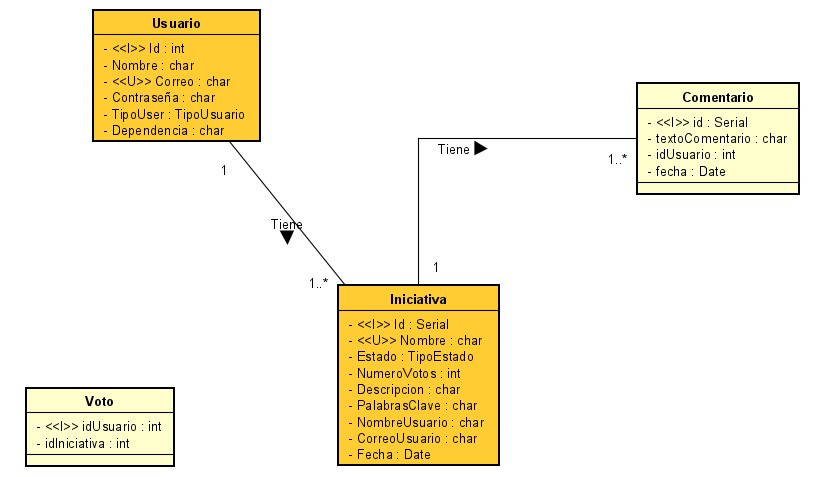 Usuario
- <<I>> Id : int
- Nombre : char
- <<U>> Correo : char
- Contraseña : char
- TipoUser : TipoUsuario
- Dependencia : char
Comentario
- <<I>> id : Serial
- textoComentario : char
- idUsuario : int
- fecha : Date
Tiene
1..*
1
Tiene
1..*
1
Iniciativa
- <<I>> Id : Serial
- <<U>> Nombre : char
- Estado : TipoEstado
- NumeroVotos : int
- Descripcion : char
- PalabrasClave : char
- NombreUsuario : char
- CorreoUsuario : char
- Fecha : Date
Voto
- <<I>> idUsuario : int
- idIniciativa : int